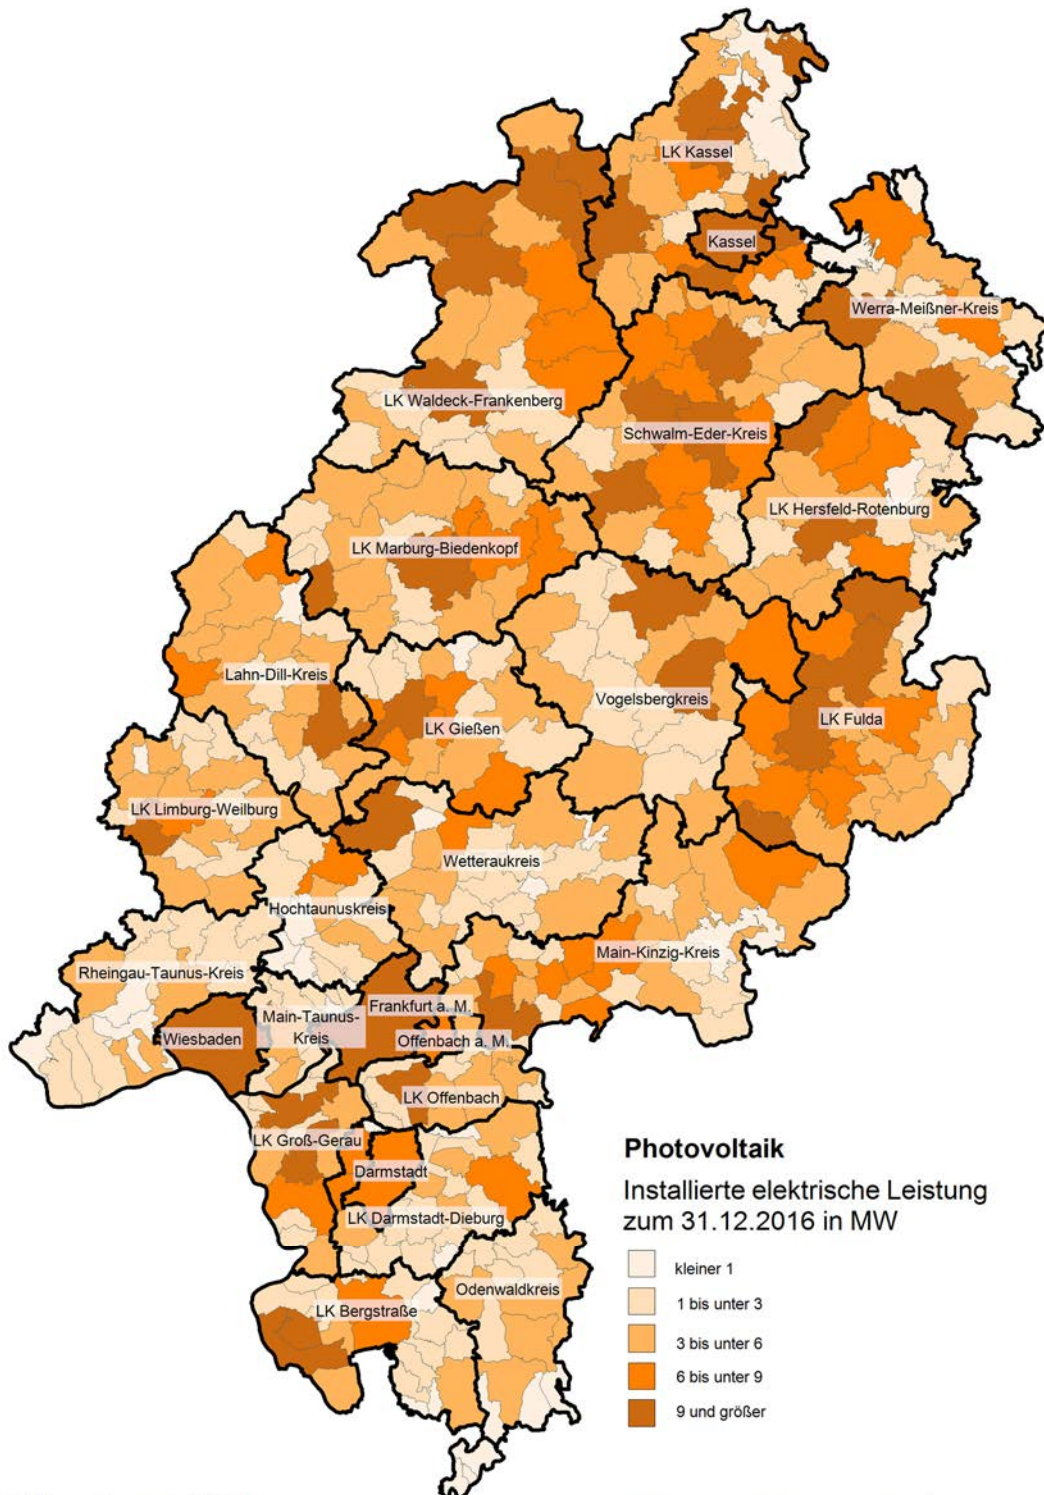 LK Kassel
Kassel
Werra-Meißner-Kreis
LK Waldeck-Frankenberg
Schwalm-Eder-Kreis
LK Hersfeld-Rotenburg
LK Marburg-Biedenkopf
Lahn-Dill-Kreis
Vogelsbergkreis
LK Gießen
LK Fulda
LK Limburg-Weilburg
Wetteraukreis
Hochtaunuskreis
Main-Kinzig-Kreis
Rheingau-Taunus-Kreis
Frankfurt a. M.
Main-Taunus-
Kreis
Wiesbaden
Offenbach a. M.
LK Offenbach
LK Groß-Gerau
Darmstadt
LK Darmstadt-Dieburg
Odenwaldkreis
LK Bergstraße
Photovoltaik
Installierte elektrische Leistung
zum 31.12.2016 in MW
kleiner 1
1 bis unter 3
3 bis unter 6
6 bis unter 9
9 und größer